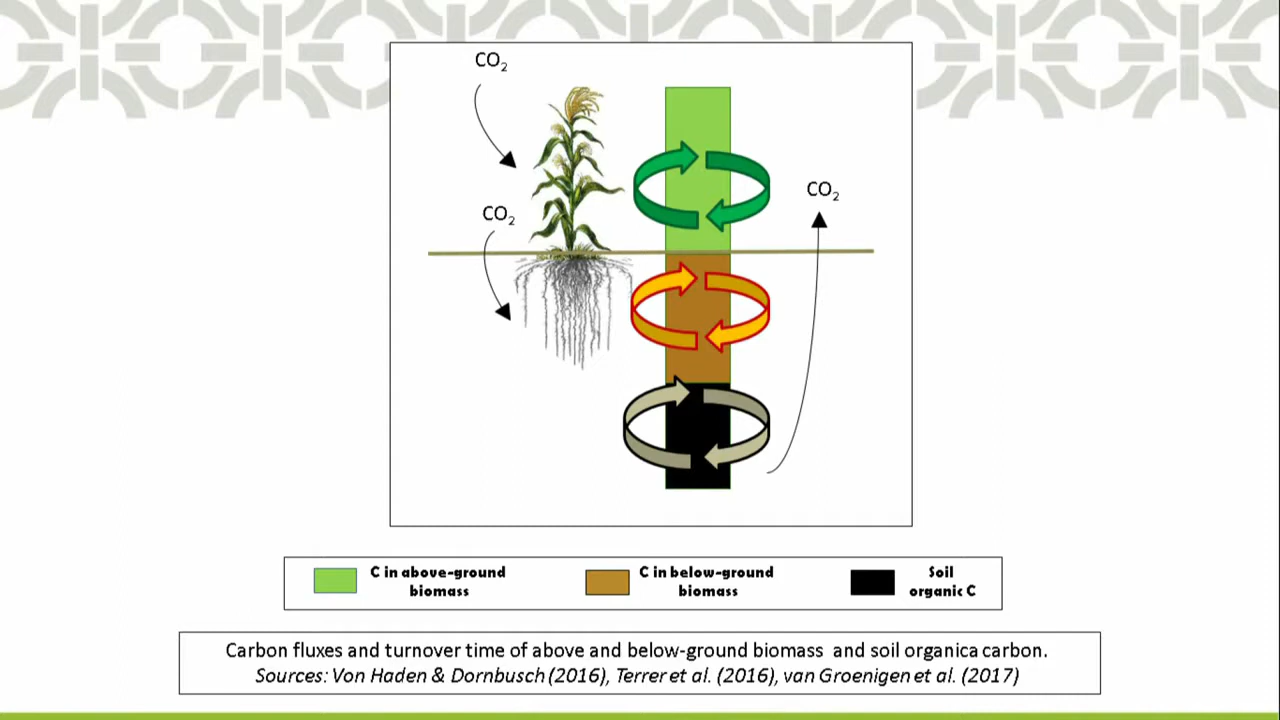 CO₂
CO₂
CO₂
C in above-ground
biomass
C in below-ground
biomass
Soil
organic C
Carbon fluxes and turnover time of above and below-ground biomass and soil organica carbon.
Sources: Von Haden & Dornbusch (2016), Terrer et al. (2016), van Groenigen et al. (2017)